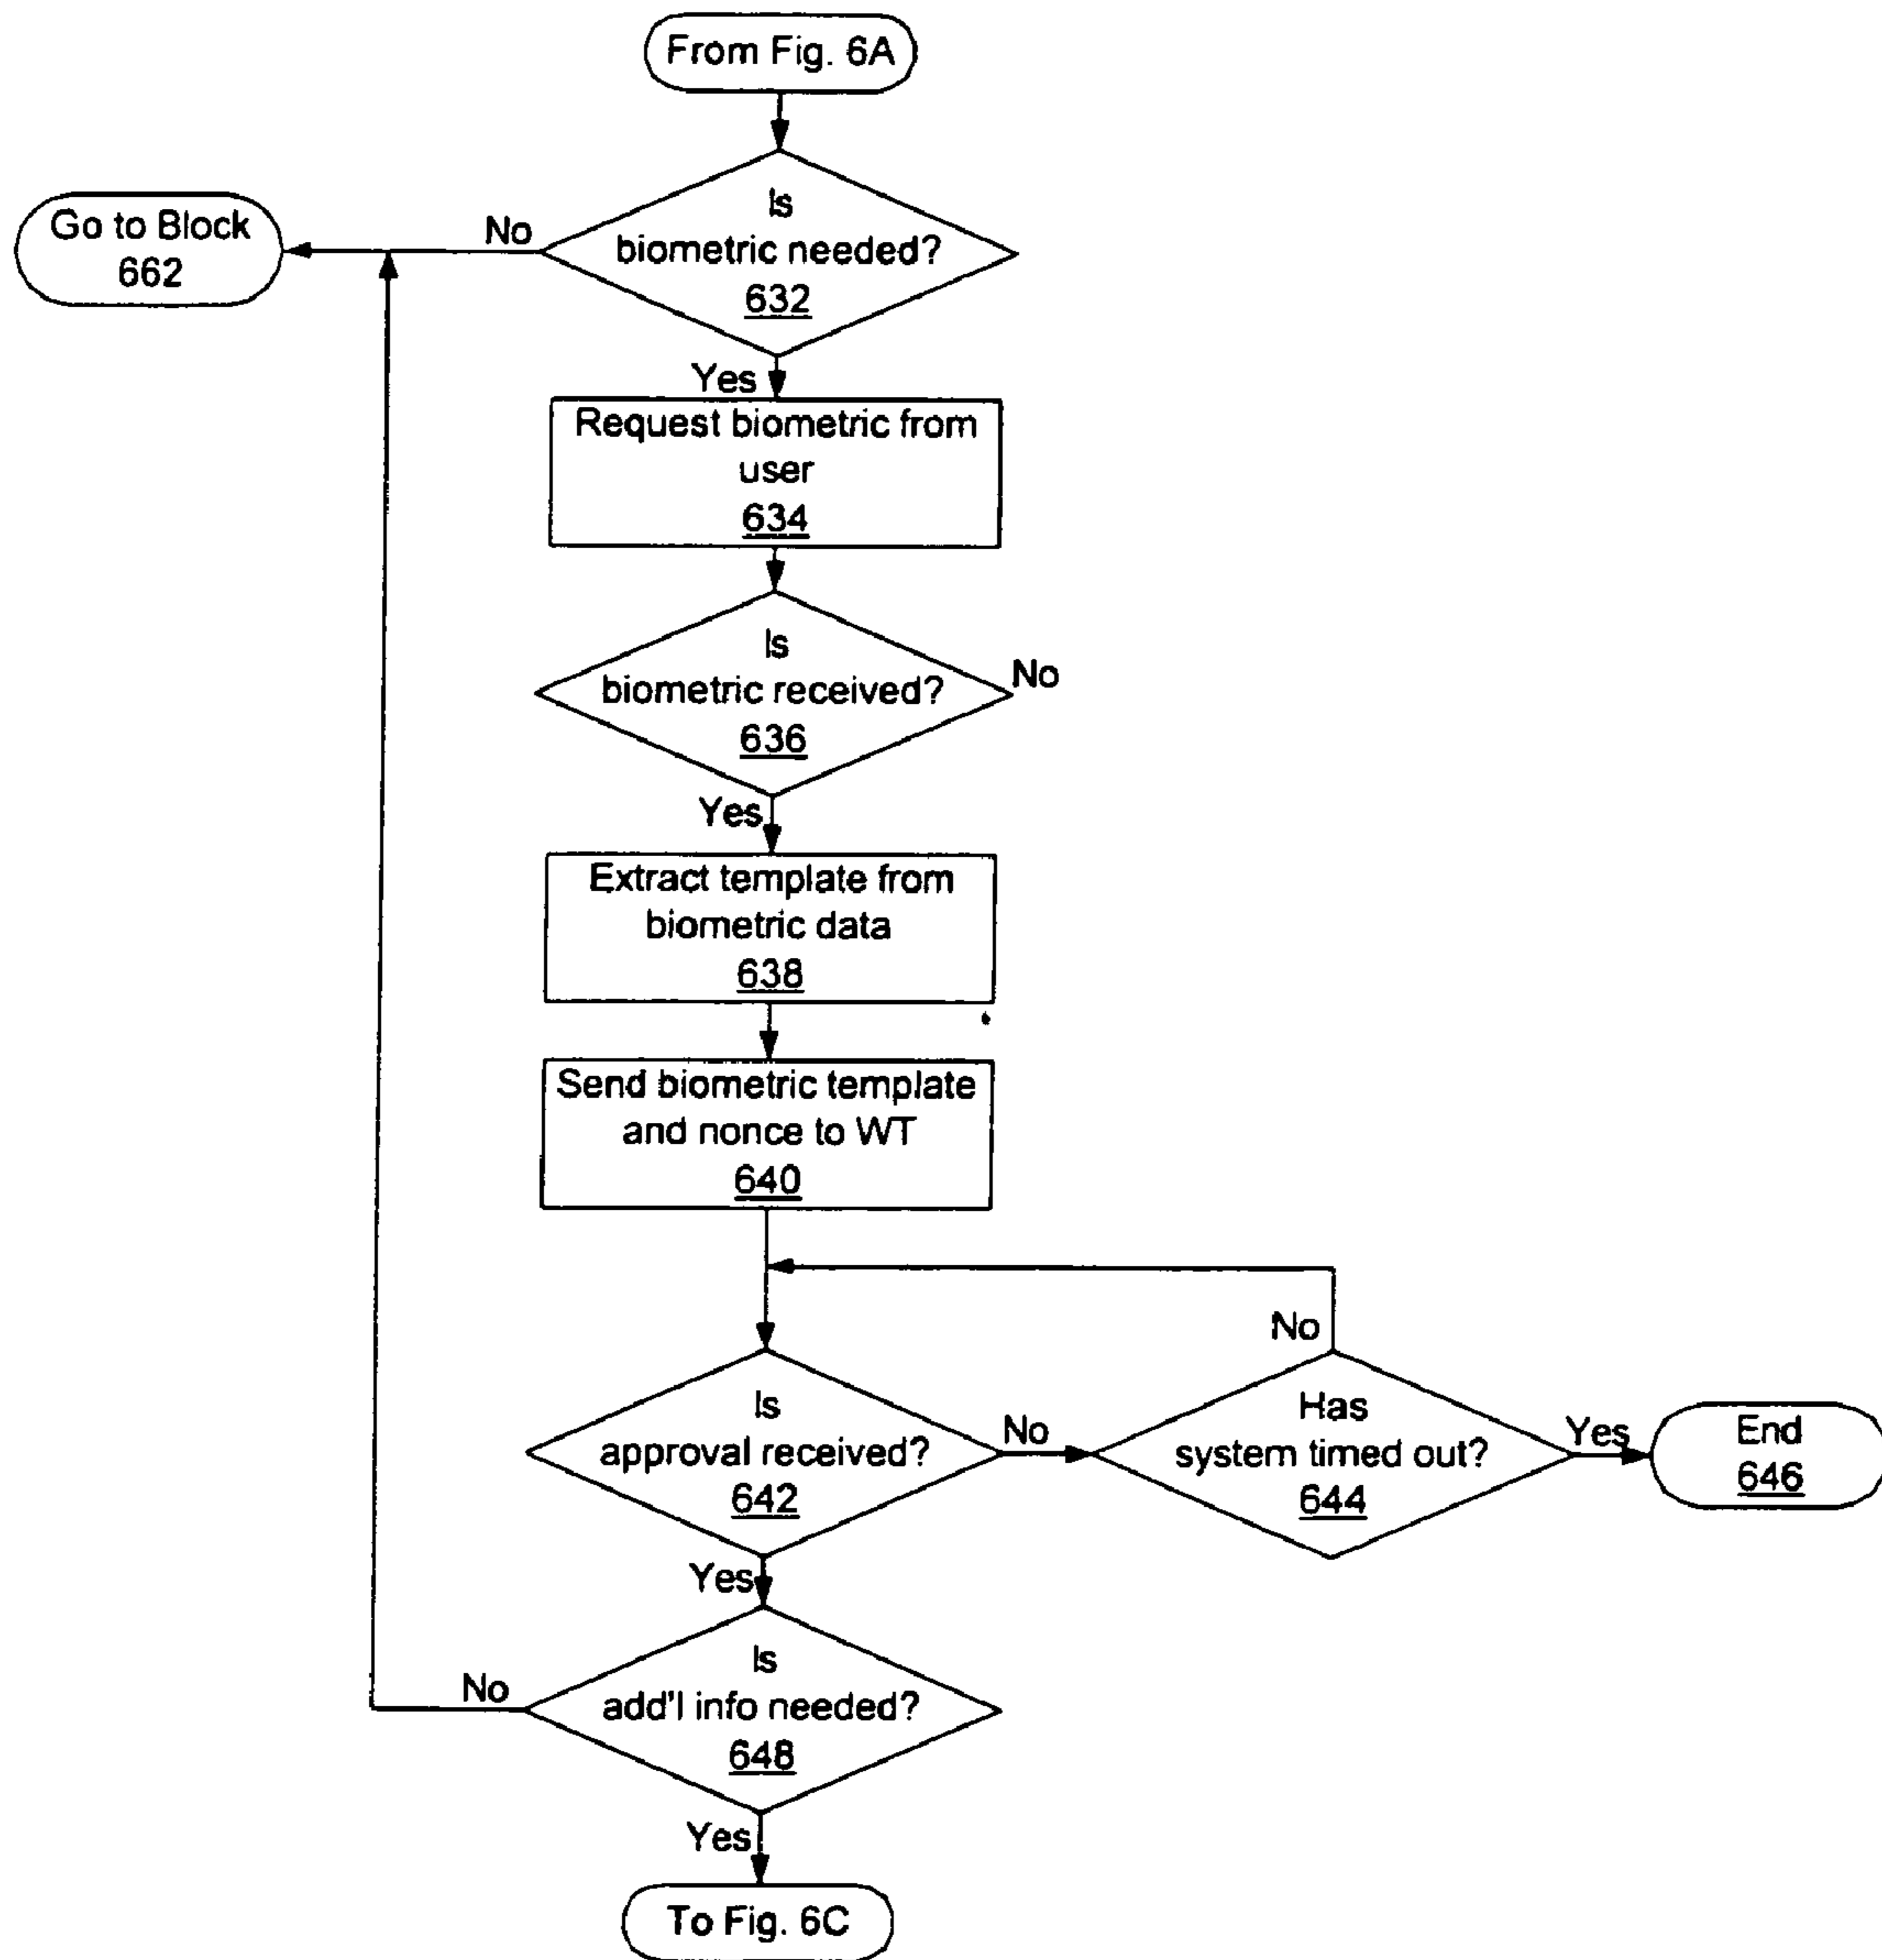 From Fig. 6A
Go to Block
662
No
Is
biometric needed?
632
Yes
Request biometric from
user
634
Is
biometric received?
636
No
Yes
Extract template from
biometric data
638
Send biometric template
and nonce to WT
640
No
Is
approval received?
642
No
Has
system timed out?
644
Yes
End
646
Yes
Is
add'l info needed?
648
No
Yes
To Fig. 6C